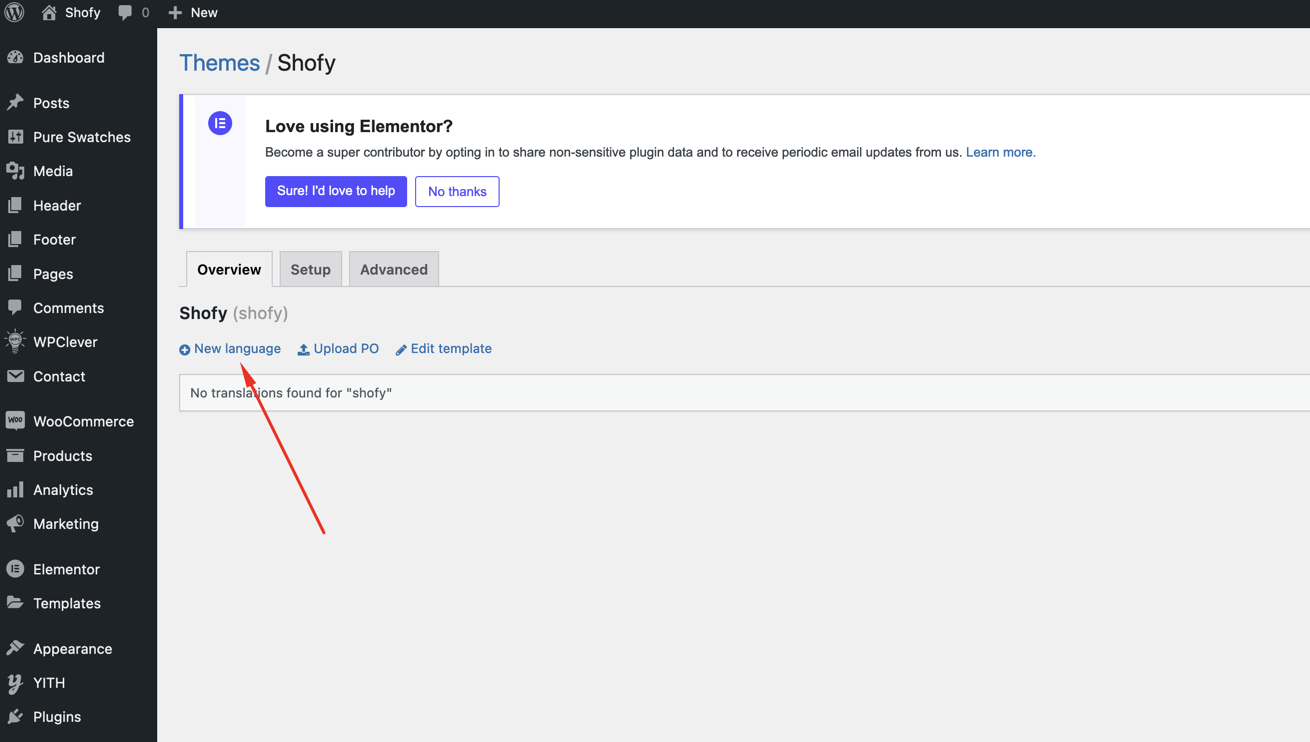 Shofy 0 New
Dashboard
Posts
Pure Swatches
Media
Header
Footer
Pages
Comments
WPClever
Contact
WOO WooCommerce
Products
Analytics
Marketing
Elementor
Templates
Appearance
YITH
Plugins
Themes / Shofy
Love using Elementor?
Become a super contributor by opting in to share non-sensitive plugin data and to receive periodic email updates from us. Learn more.
Sure! I'd love to help No thanks
Overview Setup Advanced
Shofy (shofy)
New language Upload PO Edit template
No translations found for "shofy"